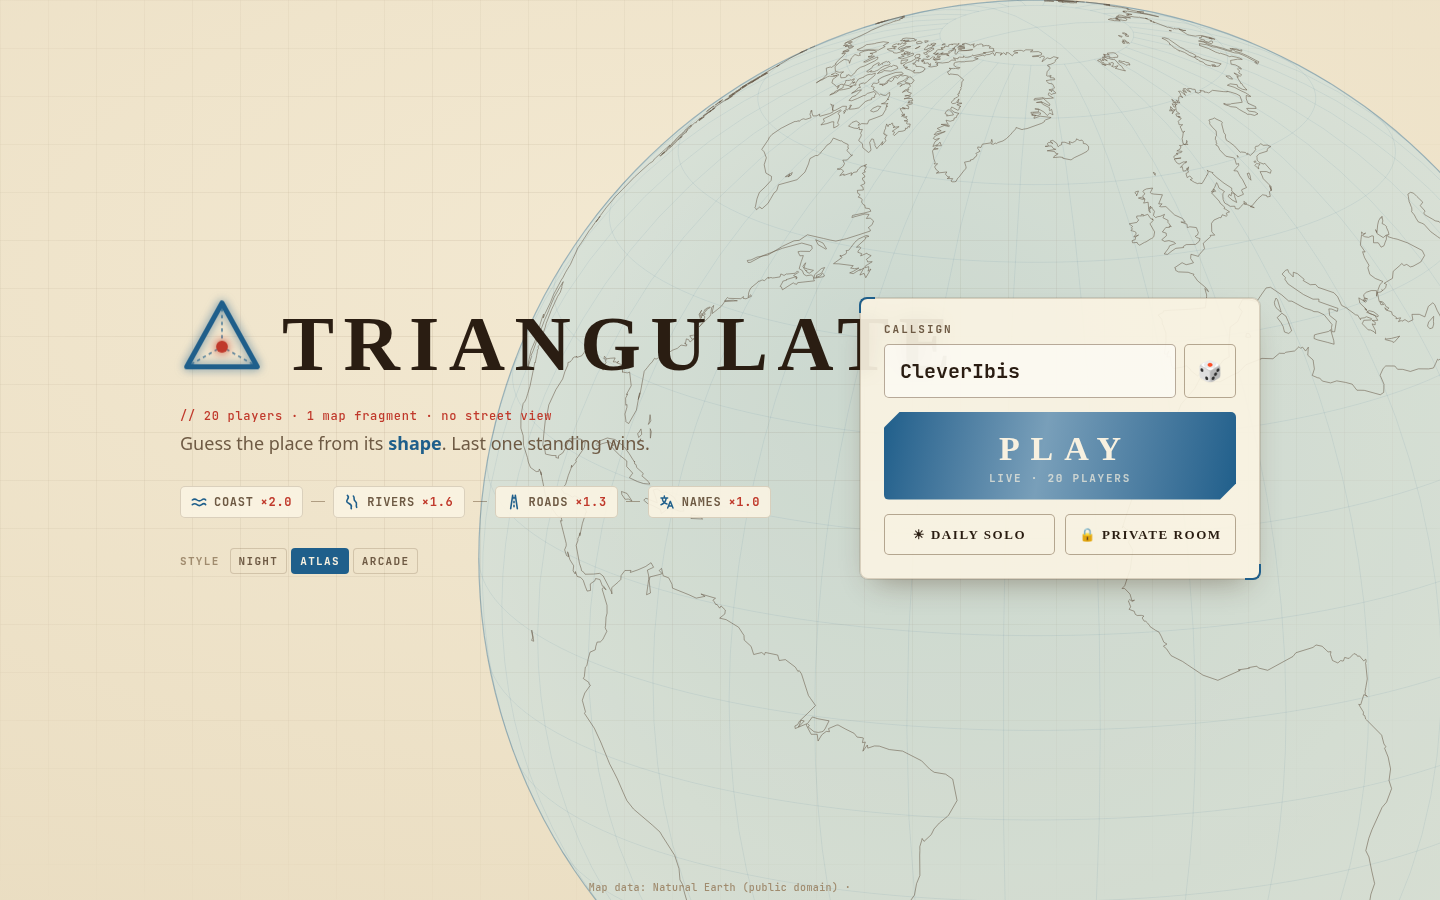 TRIANGULATE
// 20 players · 1 map fragment · no street view
Guess the place from its shape. Last one standing wins.
COAST ×2.0 — RIVERS ×1.6 — ROADS ×1.3 — NAMES ×1.0
STYLE NIGHT ATLAS ARCADE
CALLSIGN
CleverIbis
PLAY
LIVE · 20 PLAYERS
DAILY SOLO
PRIVATE ROOM
Map data: Natural Earth (public domain) ·